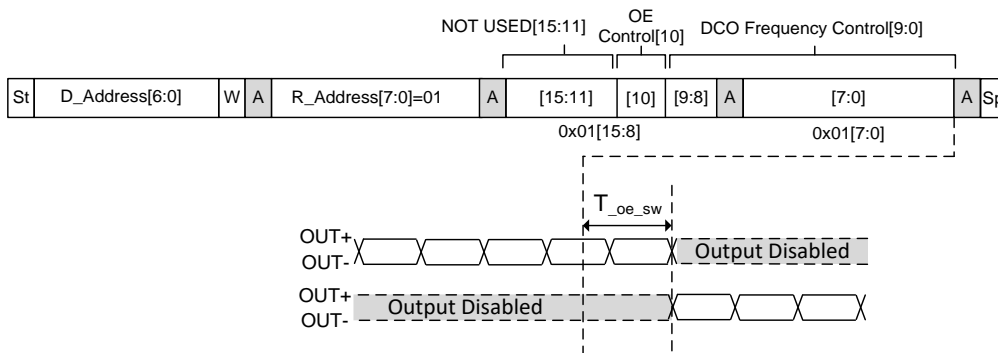 NOT USED[15:11]
OE
Control[10]
DCO Frequency Control[9:0]
St D_Address[6:0] W A R_Address[7:0]=01 A [15:11] [10] [9:8] A [7:0] A Sp
0x01[15:8] 0x01[7:0]
T_oe_sw
OUT+
OUT-
Output Disabled
OUT+
OUT-
Output Disabled